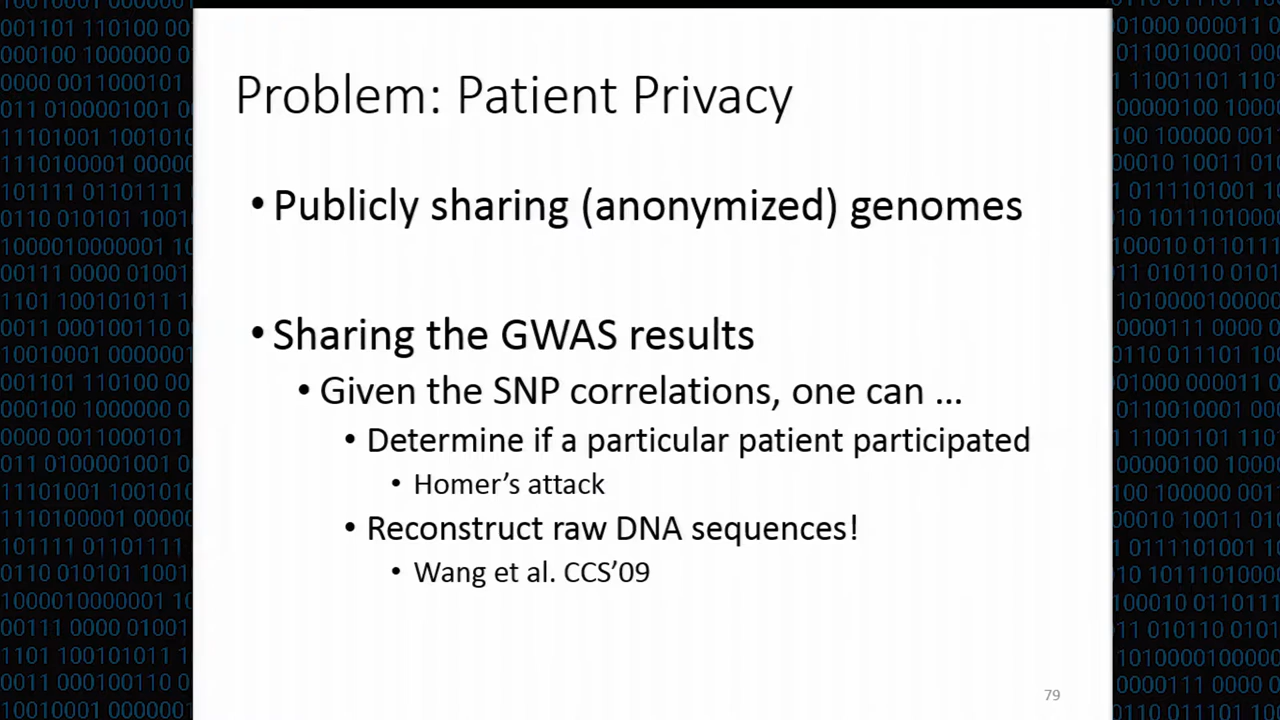 Problem: Patient Privacy
•Publicly sharing (anonymized) genomes
•Sharing the GWAS results
•Given the SNP correlations, one can …
•Determine if a particular patient participated
•Homer’s attack
•Reconstruct raw DNA sequences!
•Wang et al. CCS’09
79